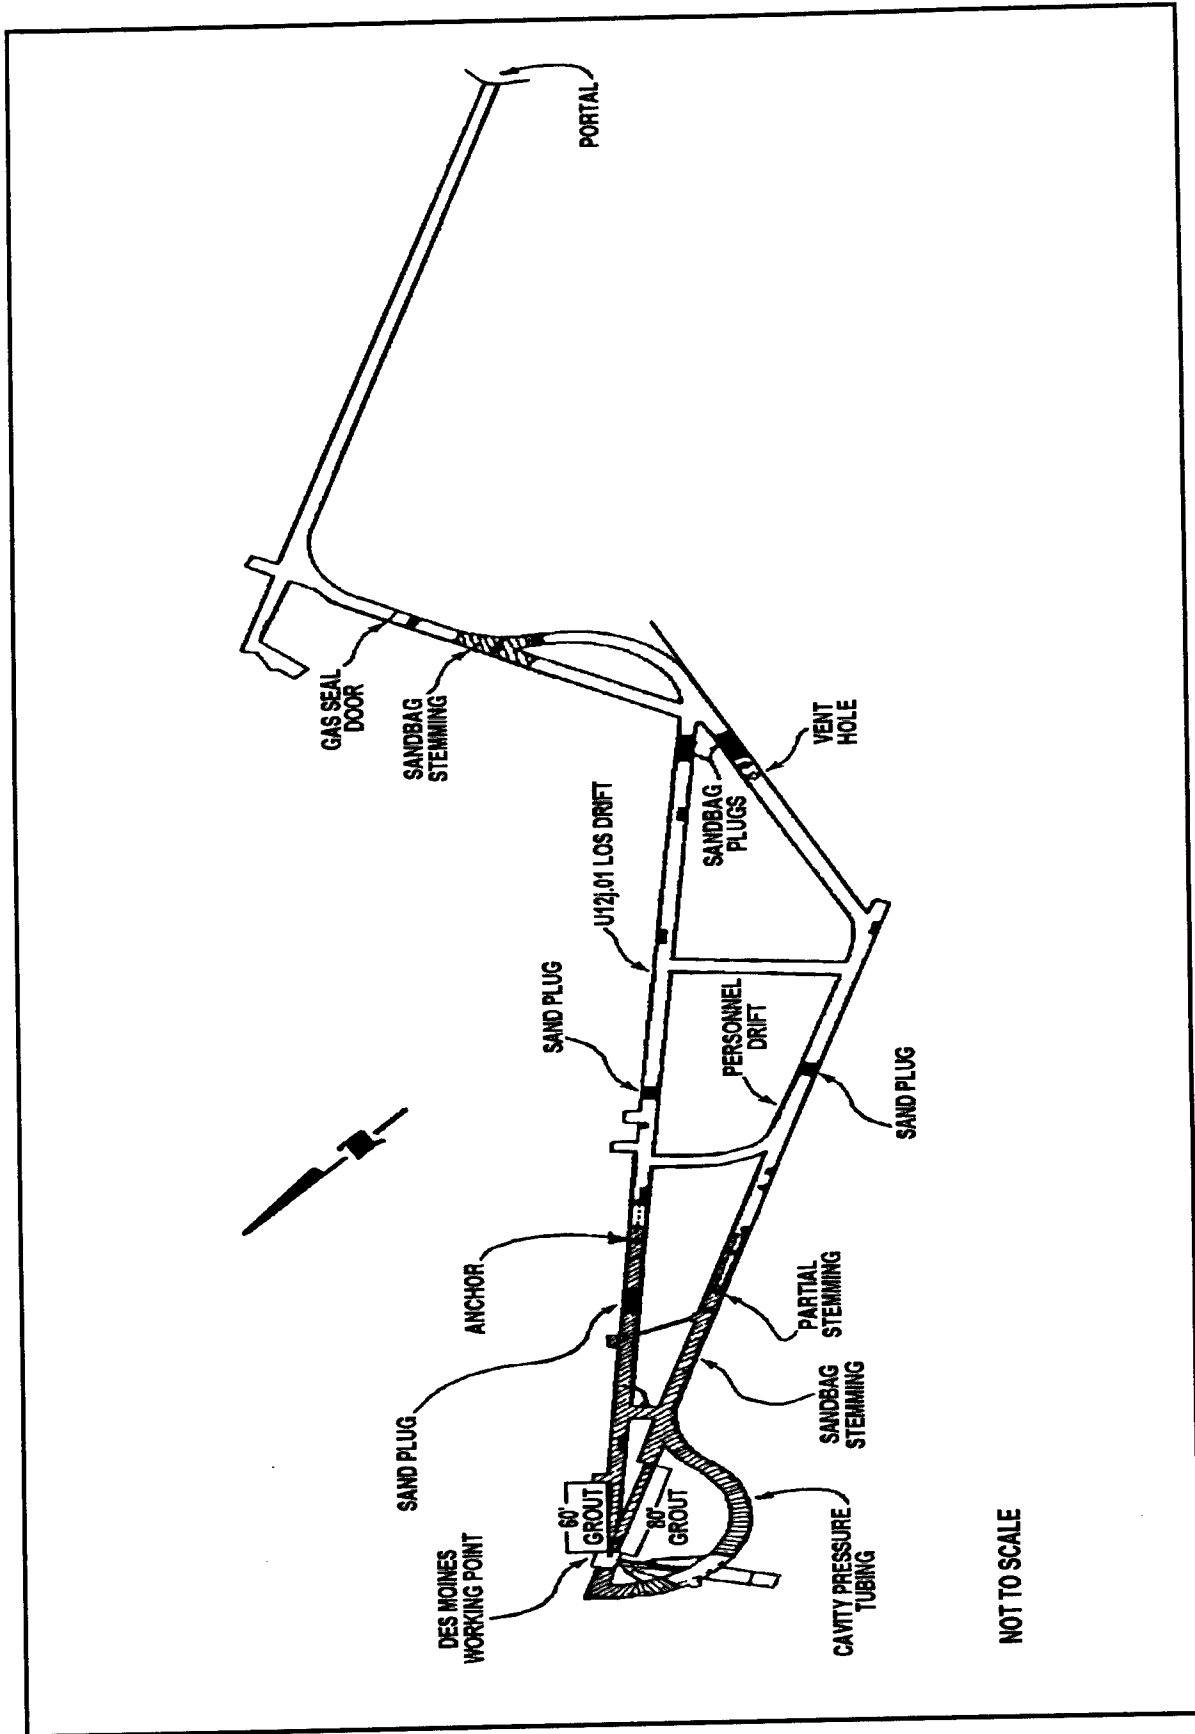 PORTAL
GAS SEAL
DOOR
SANDBAG
STEMMING
VENT
HOLE
SANDBAG
PLUGS
U12j.01 LOS DRIFT
SAND PLUG
PERSONNEL
DRIFT
SAND PLUG
ANCHOR
PARTIAL
STEMMING
SAND PLUG
SANDBAG
STEMMING
60'
GROUT
80'
GROUT
DES MOINES
WORKING POINT
CAVITY PRESSURE
TUBING
NOT TO SCALE